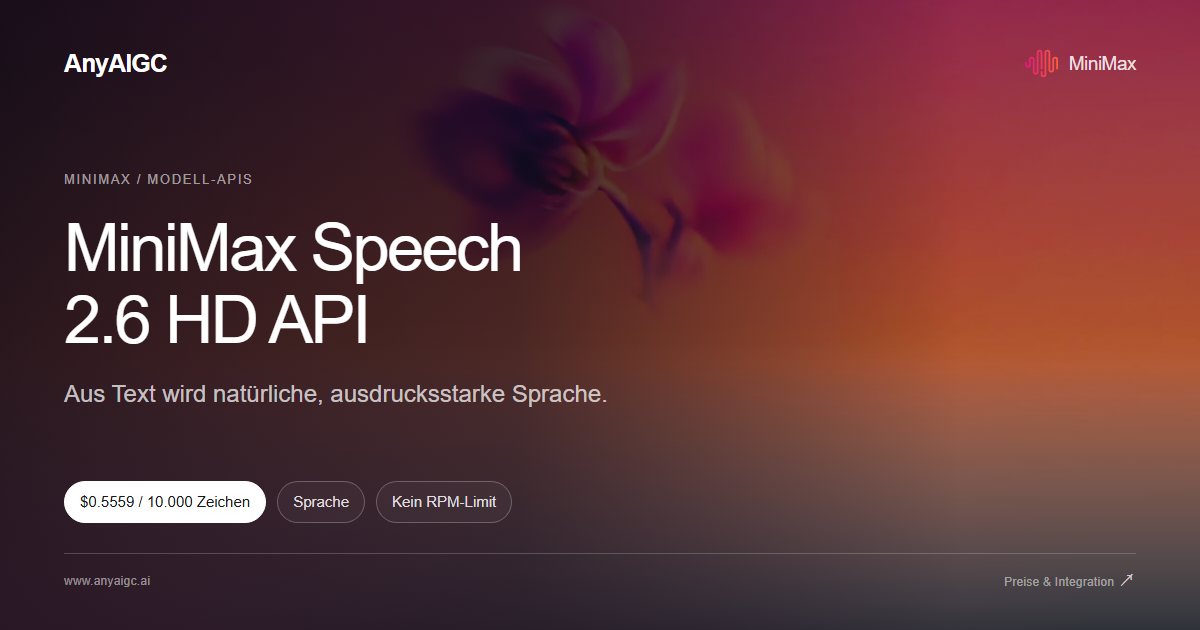 AnyAIGC
MiniMax
MINIMAX / MODELL-APIS
MiniMax Speech
2.6 HD API
Aus Text wird natürliche, ausdrucksstarke Sprache.
$0.5559 / 10.000 Zeichen
Sprache
Kein RPM-Limit
www.anyaigc.ai
Preise & Integration ↗